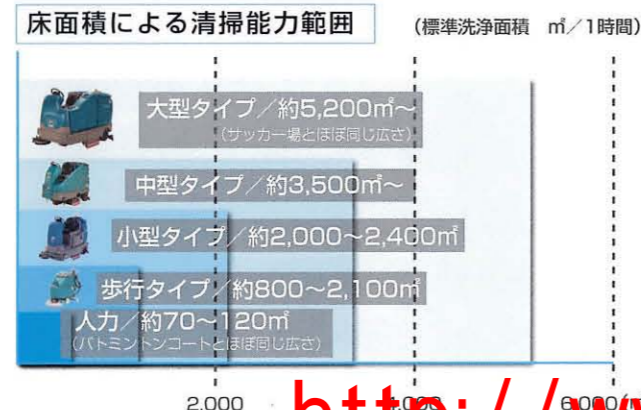 床面積による清掃能力範囲
(標準洗浄面積 ㎡/1時間)
大型タイプ/約5,200㎡〜
(サッカー場とほぼ同じ広さ)
中型タイプ/約3,500㎡〜
小型タイプ/約2,000〜2,400㎡
歩行タイプ/約800〜2,100㎡
人力/約70〜120㎡
(バトミントンコートとほぼ同じ広さ)
2,000 4,000 6,000
http://w